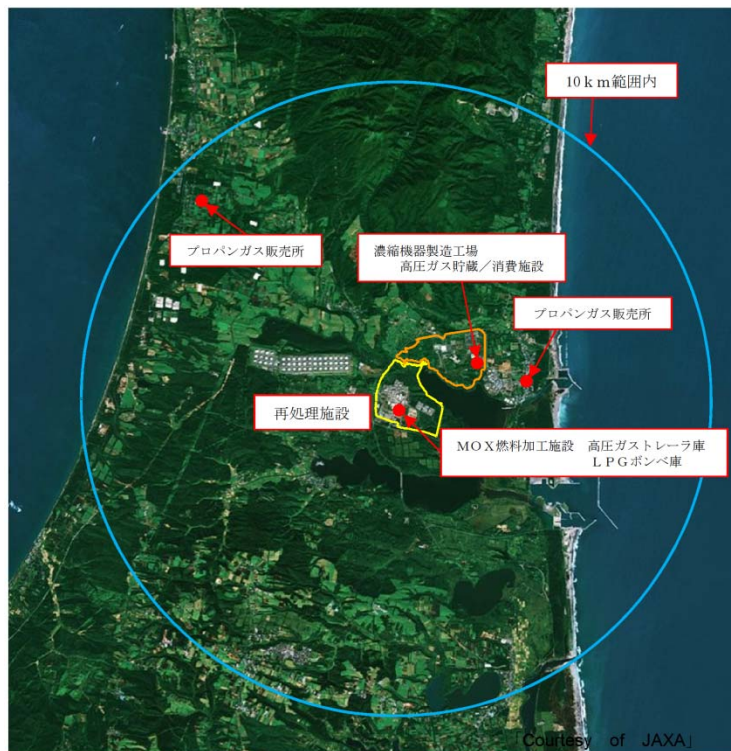 10km範囲内
プロパンガス販売所
濃縮機器製造工場
高圧ガス貯蔵/消費施設
プロパンガス販売所
再処理施設
MOX燃料加工施設 高圧ガストレーラ庫
LPGボンベ庫
Courtesy of JAXA」